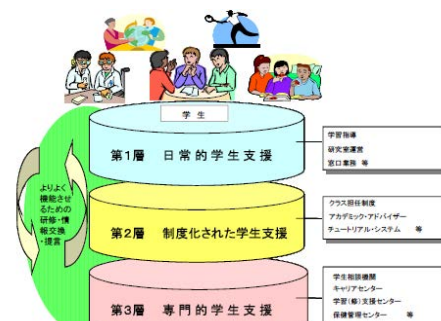 学 生
第1層 日常的学生支援
学習指導
研究室運営
窓口業務 等
よりよく
機能させ
るための
研修・情
報交換
・提言
第2層 制度化された学生支援
クラス担任制度
アカデミック・アドバイザー
チュートリアル・システム 等
第3層 専門的学生支援
学生相談機関
キャリアセンター
学習(修)支援センター
保健管理センター 等